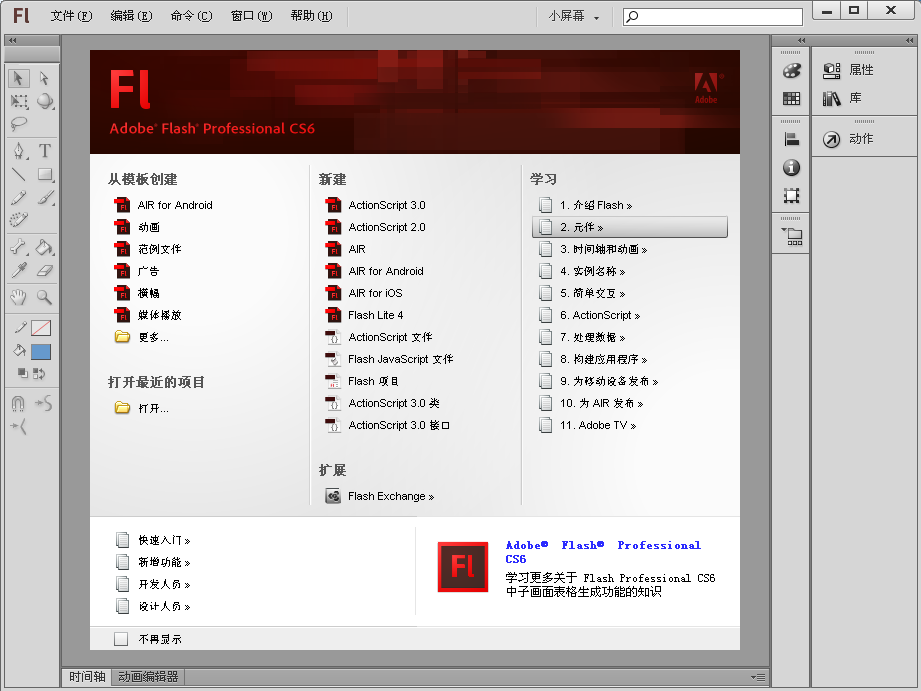 Fl 文件(F) 编辑(E) 命令(C) 窗口(W) 帮助(H) 小屏幕
Fl
Adobe
Adobe® Flash® Professional CS6
从模板创建
AIR for Android
动画
范例文件
广告
横幅
媒体播放
更多...
打开最近的项目
打开...
新建
ActionScript 3.0
ActionScript 2.0
AIR
AIR for Android
AIR for iOS
Flash Lite 4
ActionScript 文件
Flash JavaScript 文件
Flash 项目
ActionScript 3.0 类
ActionScript 3.0 接口
扩展
Flash Exchange »
学习
1. 介绍 Flash »
2. 元件 »
3. 时间轴和动画 »
4. 实例名称 »
5. 简单交互 »
6. ActionScript »
7. 处理数据 »
8. 构建应用程序 »
9. 为移动设备发布 »
10. 为 AIR 发布 »
11. Adobe TV »
快速入门 »
新增功能 »
开发人员 »
设计人员 »
Fl
Adobe® Flash® Professional
CS6
学习更多关于 Flash Professional CS6
中子画面表格生成功能的知识
不再显示
属性
库
动作
时间轴 动画编辑器